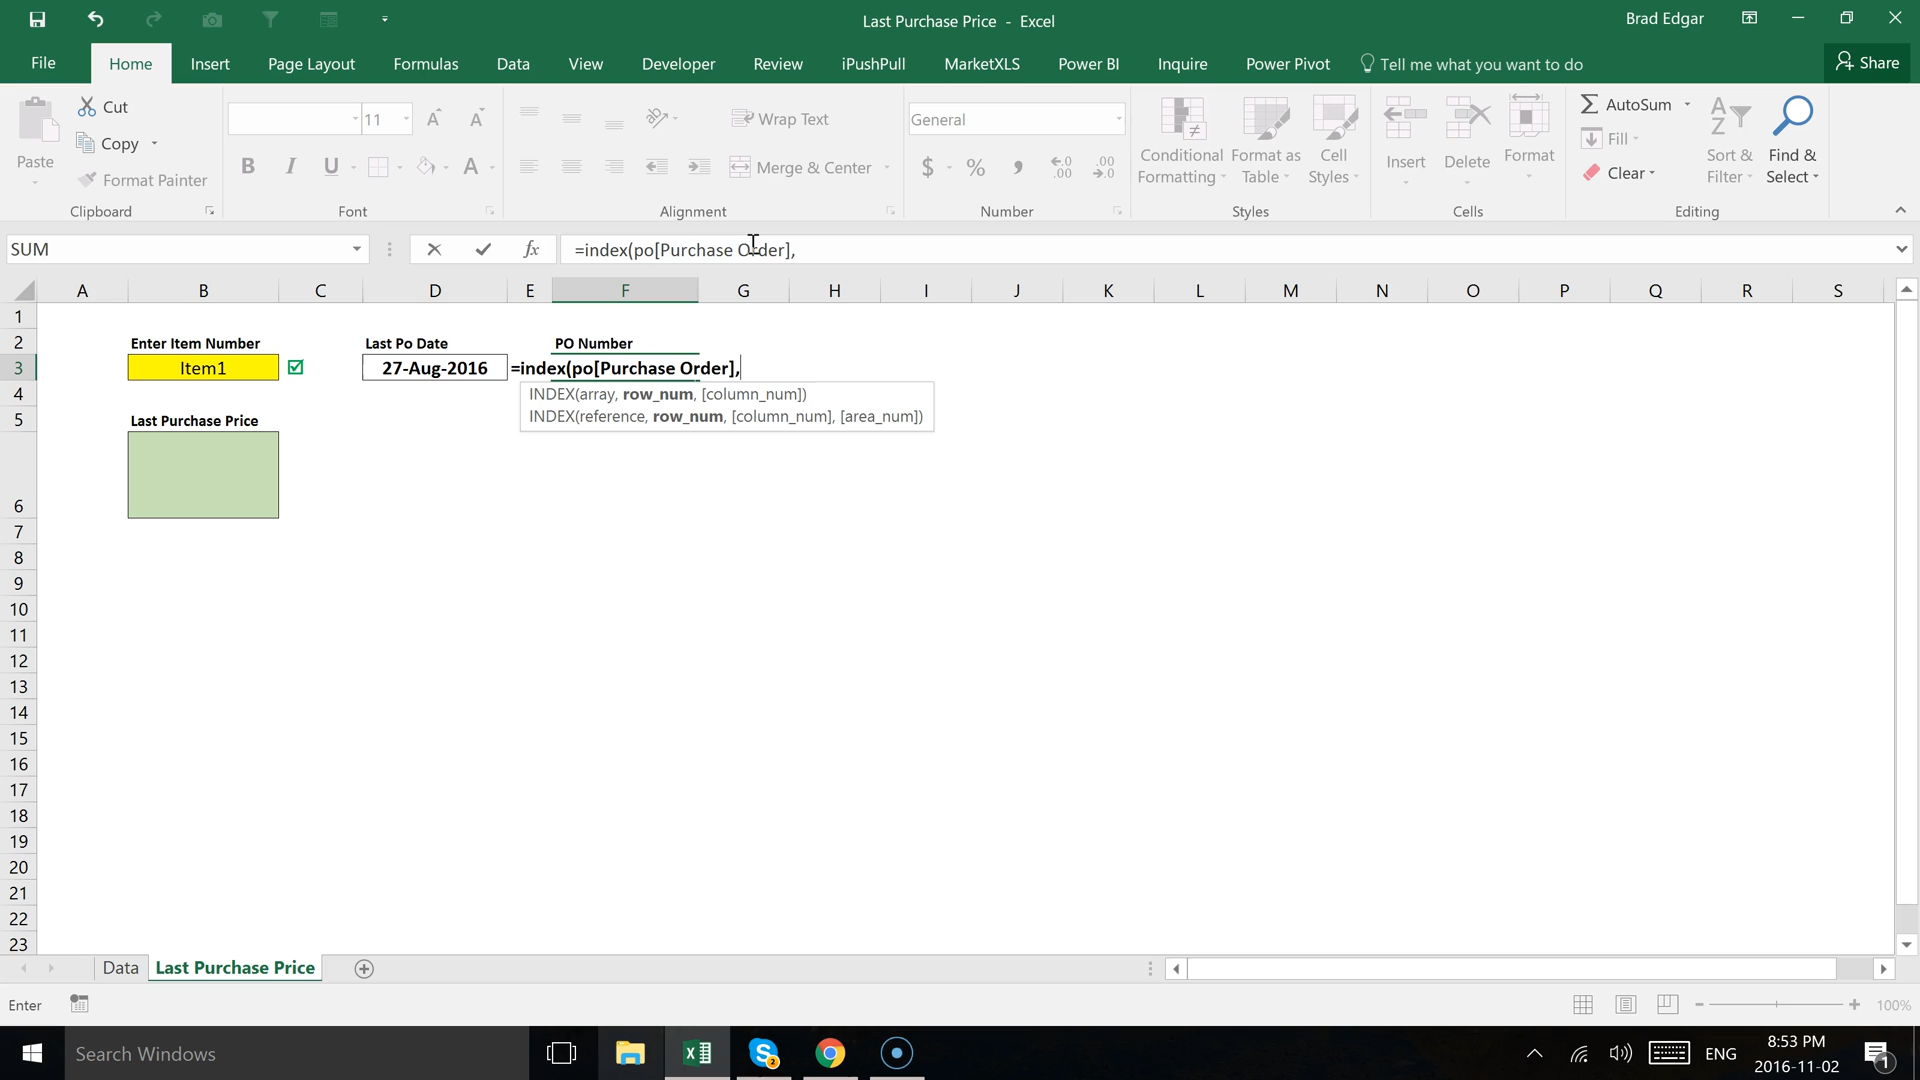 Last Purchase Price - Excel
Brad Edgar
File Home Insert Page Layout Formulas Data View Developer Review iPushPull MarketXLS Power BI Inquire Power Pivot Tell me what you want to do Share
Paste
Cut
Copy
Format Painter
Clipboard
11
B I U A
Font
Wrap Text
Merge & Center
Alignment
General
$ % , .00 .0
Number
Conditional Formatting
Format as Table
Cell Styles
Styles
Insert
Delete
Format
Cells
AutoSum
Fill
Clear
Sort & Filter
Find & Select
Editing
SUM
fx
=index(po[Purchase Order],
A B C D E F G H I J K L M N O P Q R S
1
2 Enter Item Number Last Po Date PO Number
3 Item1 27-Aug-2016 =index(po[Purchase Order],
4 INDEX(array, row_num, [column_num])
INDEX(reference, row_num, [column_num], [area_num])
5 Last Purchase Price
6
7
8
9
10
11
12
13
14
15
16
17
18
19
20
21
22
23
Data Last Purchase Price
Enter
100%
Search Windows
2
ENG
8:53 PM
2016-11-02
1